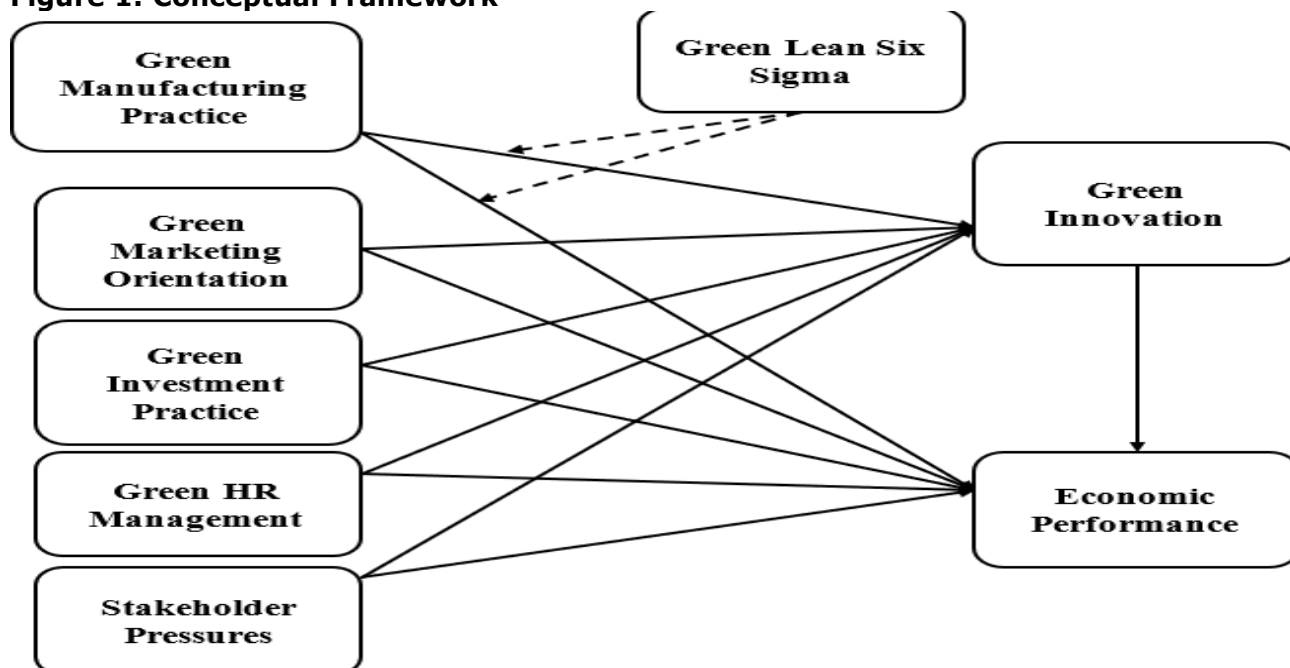 Figure 1: Conceptual Framework
Green
Manufacturing
Practice
Green Lean Six
Sigma
Green
Innovation
Green
Marketing
Orientation
Green
Investment
Practice
Green HR
Management
Economic
Performance
Stakeholder
Pressures